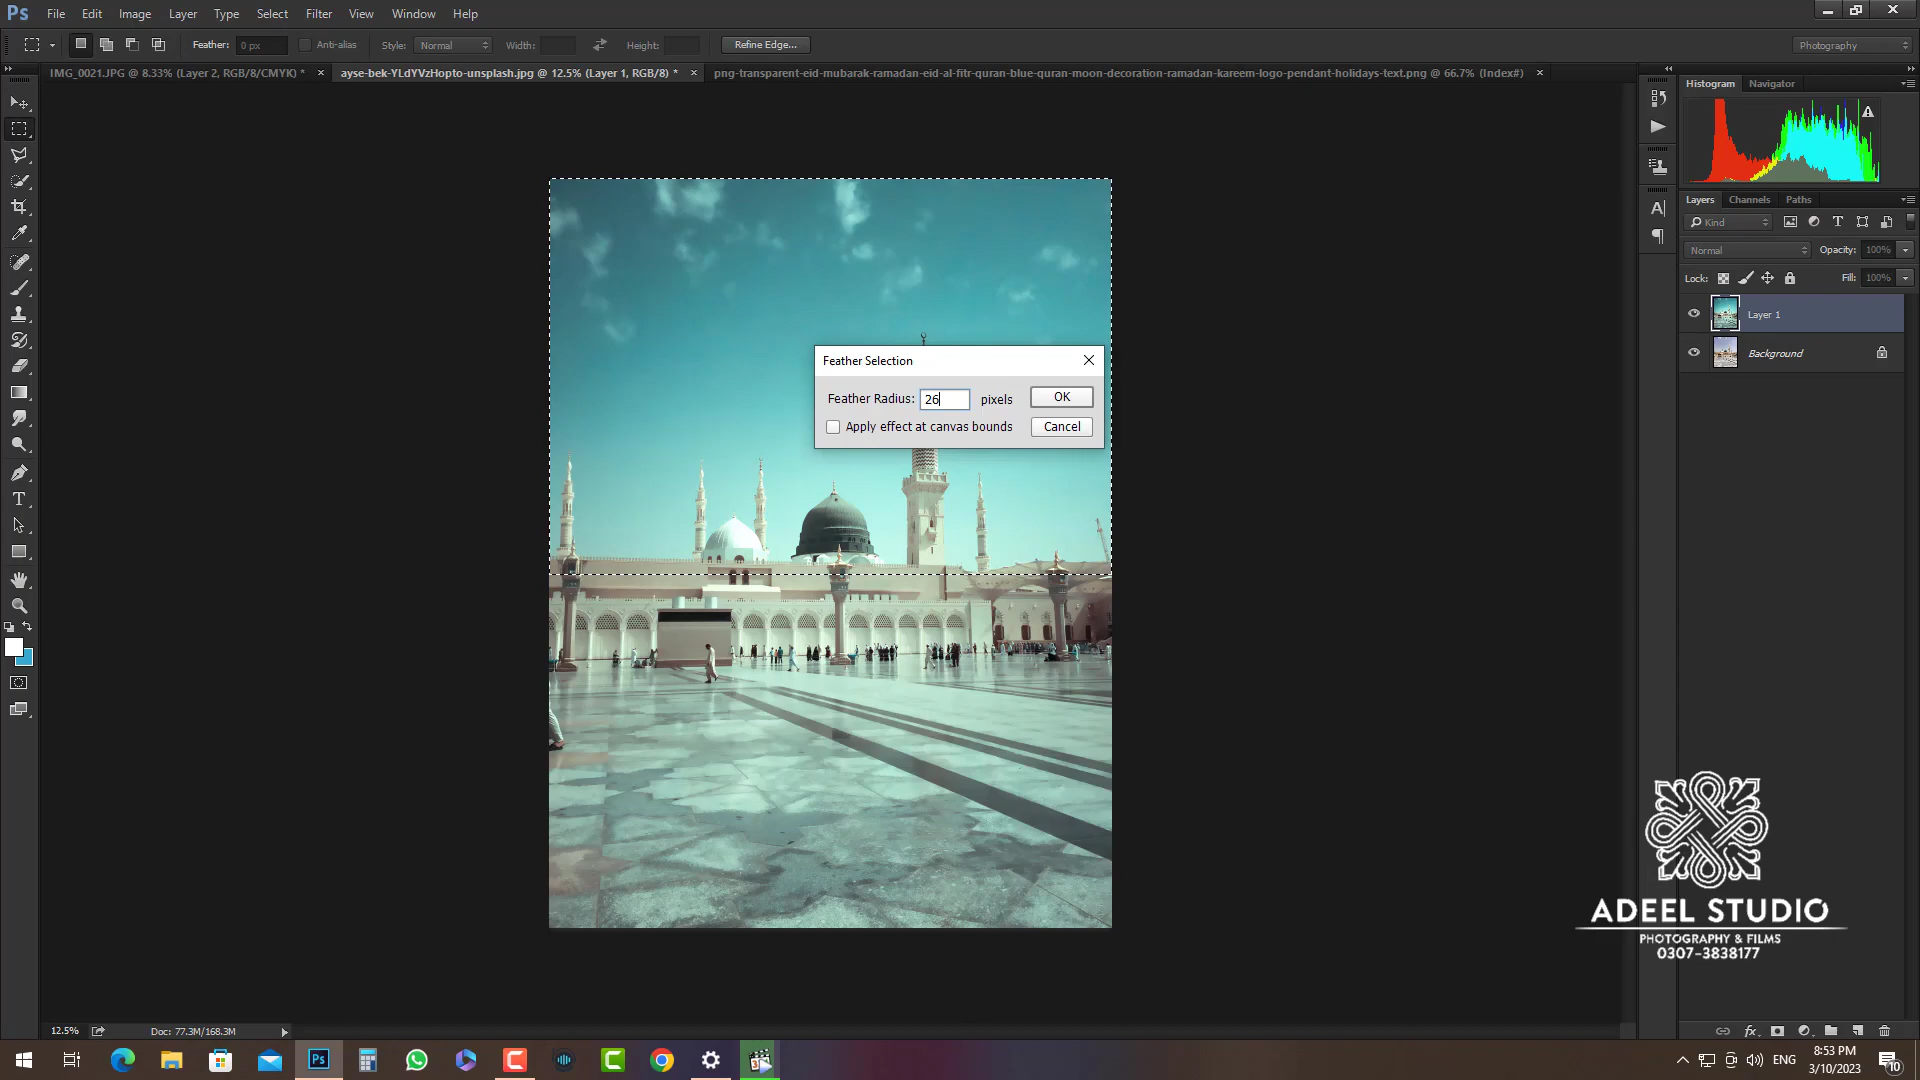 Ps File Edit Image Layer Type Select Filter View Window Help
Feather: 0 px Anti-alias Style: Normal Width: Height: Refine Edge... Photography
IMG_0021.JPG @ 8.33% (Layer 2, RGB/8/CMYK) * × ayse-bek-YLdYVzHopto-unsplash.jpg @ 12.5% (Layer 1, RGB/8) * × png-transparent-eid-mubarak-ramadan-eid-al-fitr-quran-blue-quran-moon-decoration-ramadan-kareem-logo-pendant-holidays-text.png @ 66.7% (Index#) ×
Histogram Navigator
Layers Channels Paths
Kind
Normal Opacity: 100%
Lock: Fill: 100%
Layer 1
Background
Feather Selection
Feather Radius: 26 pixels OK
Apply effect at canvas bounds Cancel
ADEEL STUDIO
PHOTOGRAPHY & FILMS
0307-3838177
12.5% Doc: 77.3M/168.3M
ENG 8:53 PM
3/10/2023 10